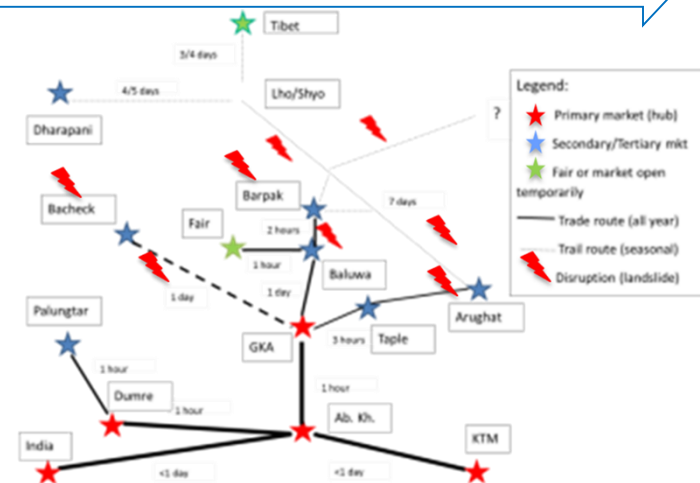 Tibet
3/4 days
4/5 days
Lho/Shyo
Dharapani
?
Legend:
Primary market (hub)
Secondary/Tertiary mkt
Fair or market open
temporarily
Trade route (all year)
Trail route (seasonal)
Disruption (landslide)
Barpak
Bacheck
7 days
Fair
2 hours
1 hour
Baluwa
1 day
1 day
Palungtar
Arughat
GKA
3 hours
Taple
1 hour
Dumre
1 hour
1 hour
Ab. Kh.
India
KTM
<1 day
<1 day